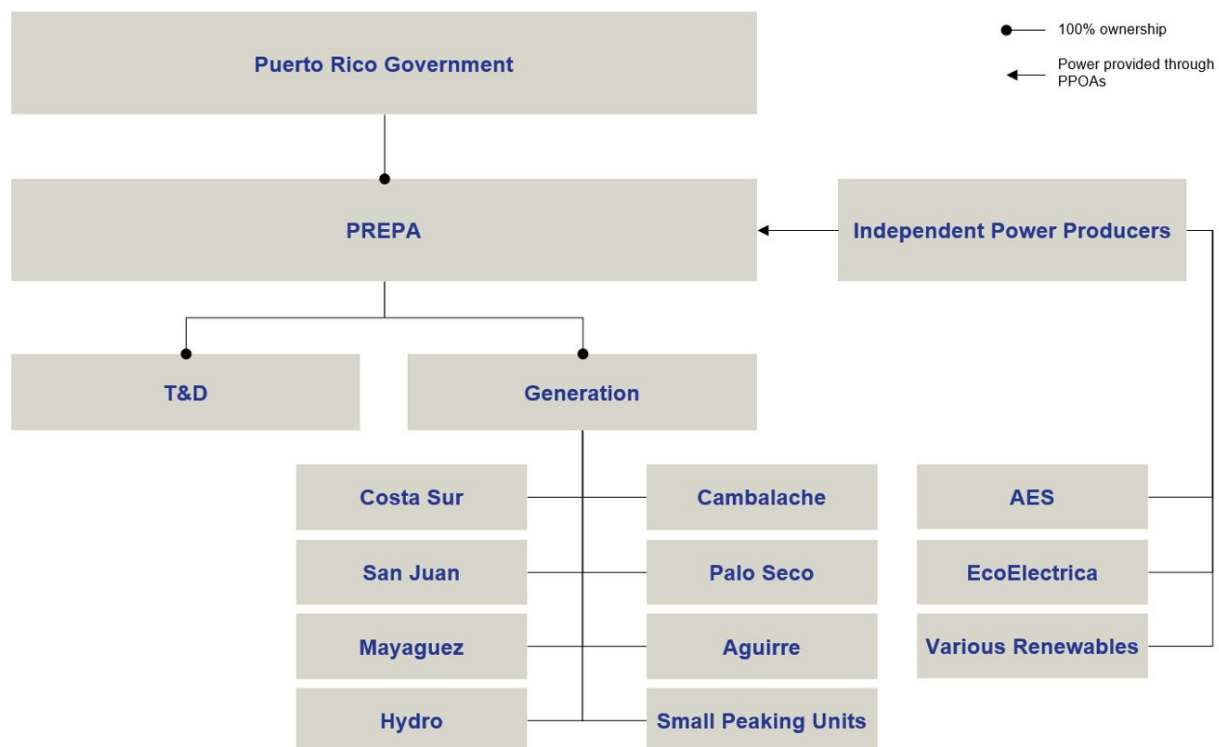 100% ownership
Power provided through
PPOAs
Puerto Rico Government
PREPA
Independent Power Producers
T&D
Generation
Costa Sur
Cambalache
AES
San Juan
Palo Seco
EcoElectrica
Mayaguez
Aguirre
Various Renewables
Hydro
Small Peaking Units